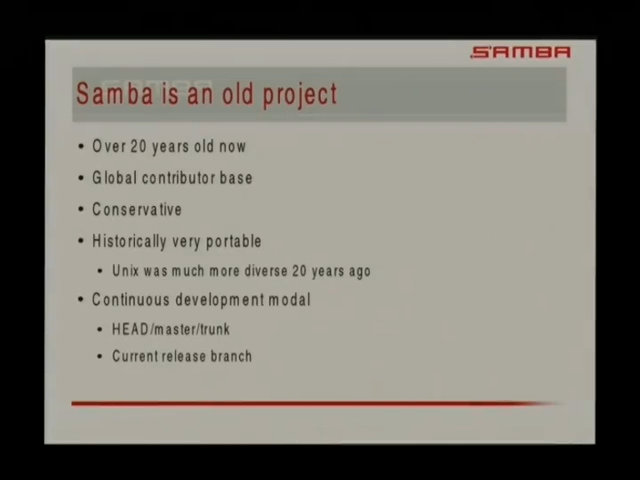 SAMBA
Samba is an old project
• Over 20 years old now
• Global contributor base
• Conservative
• Historically very portable
• Unix was much more diverse 20 years ago
• Continuous development modal
• HEAD/master/trunk
• Current release branch